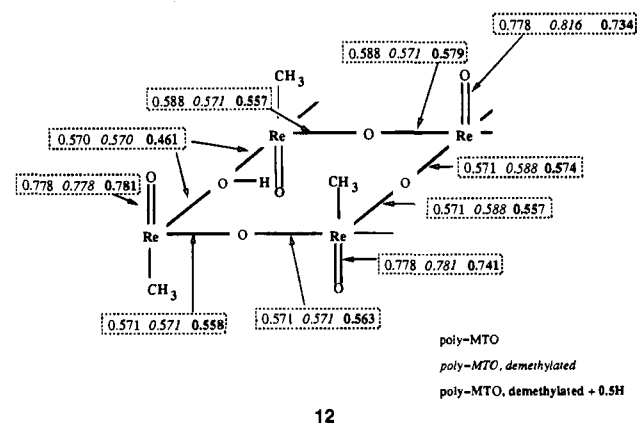 0.778 0.816 0.734
0.588 0.571 0.579
O
CH3
0.588 0.571 0.557
Re O Re
0.570 0.570 0.461
0.571 0.588 0.574
0.778 0.778 0.781
O
O H O
CH3
O
0.571 0.588 0.557
Re O Re
0.778 0.781 0.741
CH3
O
0.571 0.571 0.558
0.571 0.571 0.563
poly-MTO
poly-MTO, demethylated
poly-MTO, demethylated + 0.5H
12